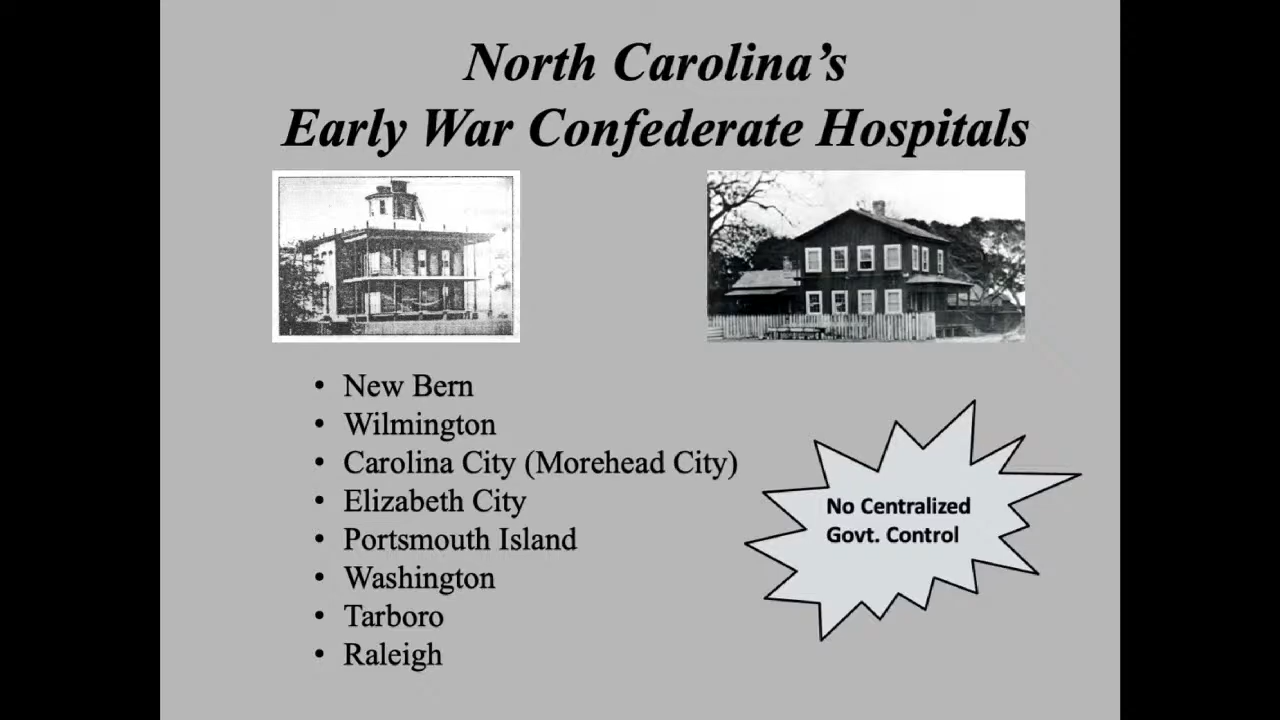 North Carolina's
Early War Confederate Hospitals
• New Bern
• Wilmington
• Carolina City (Morehead City)
• Elizabeth City
• Portsmouth Island
• Washington
• Tarboro
• Raleigh
No Centralized
Govt. Control